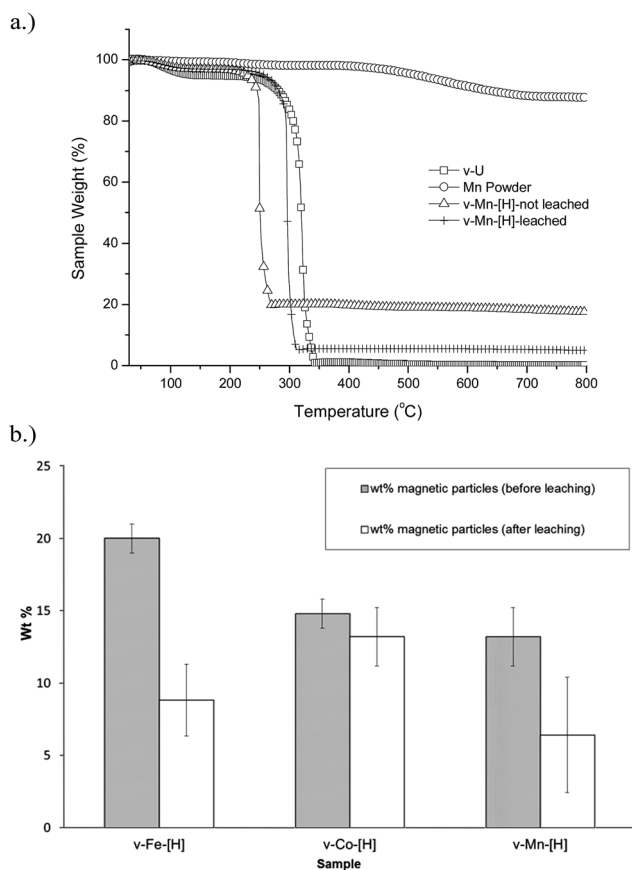 a.)
100
80
60
40
20
0
Sample Weight (%)
v-U
Mn Powder
v-Mn-[H]-not leached
v-Mn-[H]-leached
100 200 300 400 500 600 700 800
Temperature (°C)
b.)
25
20
15
10
5
0
Wt %
wt% magnetic particles (before leaching)
wt% magnetic particles (after leaching)
v-Fe-[H] v-Co-[H] v-Mn-[H]
Sample